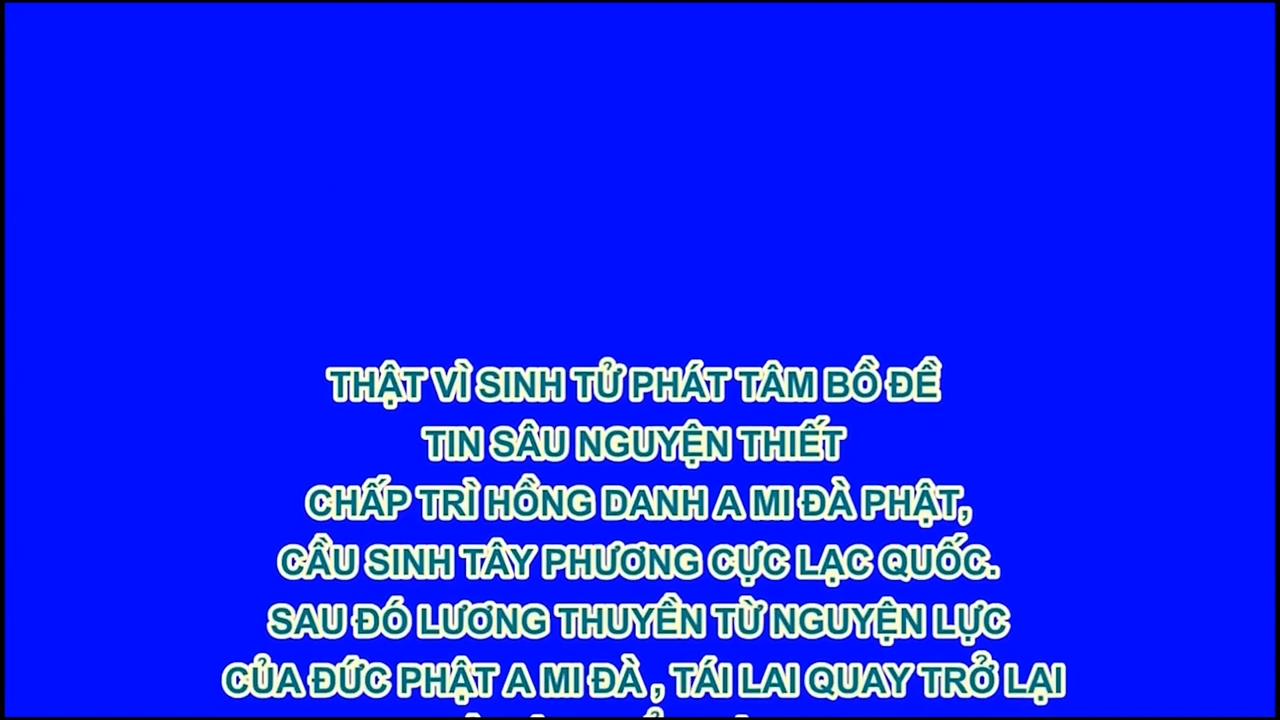 THẬT VÌ SINH TỬ PHÁT TÂM BỒ ĐỀ
TIN SÂU NGUYỆN THIẾT
CHẤP TRÌ HỒNG DANH A MI ĐÀ PHẬT,
CẦU SINH TÂY PHƯƠNG CỰC LẠC QUỐC.
SAU ĐÓ LƯƠNG THUYỀN TỪ NGUYỆN LỰC
CỦA ĐỨC PHẬT A MI ĐÀ , TÁI LAI QUAY TRỞ LẠI